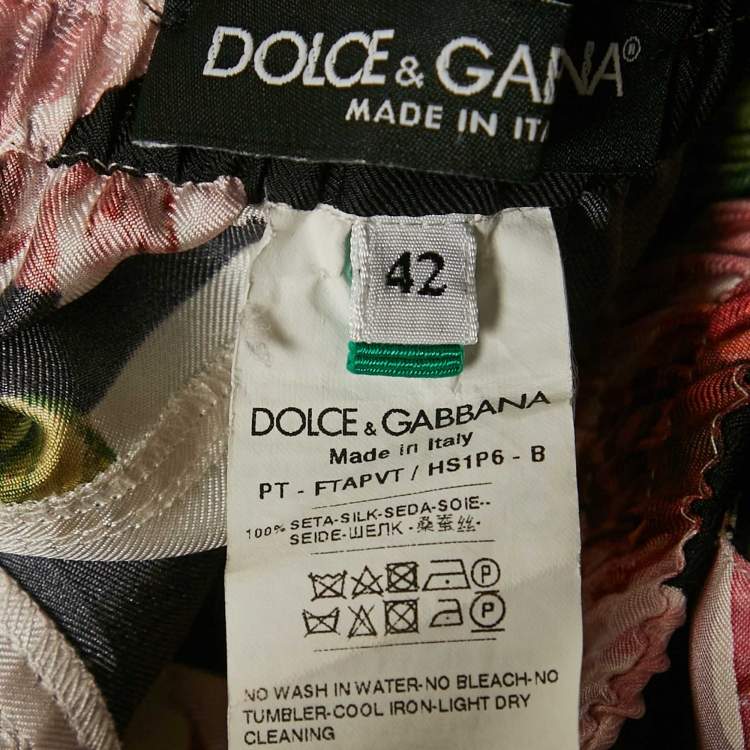 DOLCE & GABBANA®
MADE IN
42
DOLCE & GABBANA
Made in Italy
PT - FTAPVT / HS1P6 - B
100% SETA-SILK-SEDA-SOIE--
SEIDE-ШЕЛК -桑蚕丝-
P
P
NO WASH IN WATER-NO BLEACH-NO
TUMBLER-COOL IRON-LIGHT DRY
CLEANING